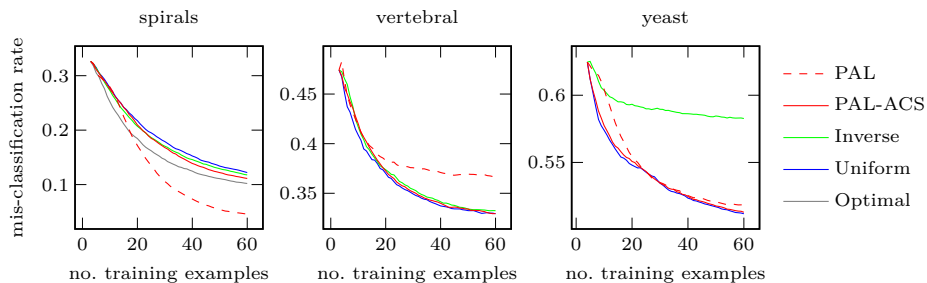 spirals vertebral yeast
mis-classification rate
0.3
0.2
0.1
0 20 40 60
no. training examples
0.45
0.4
0.35
0 20 40 60
no. training examples
0.6
0.55
0 20 40 60
no. training examples
PAL
PAL-ACS
Inverse
Uniform
Optimal